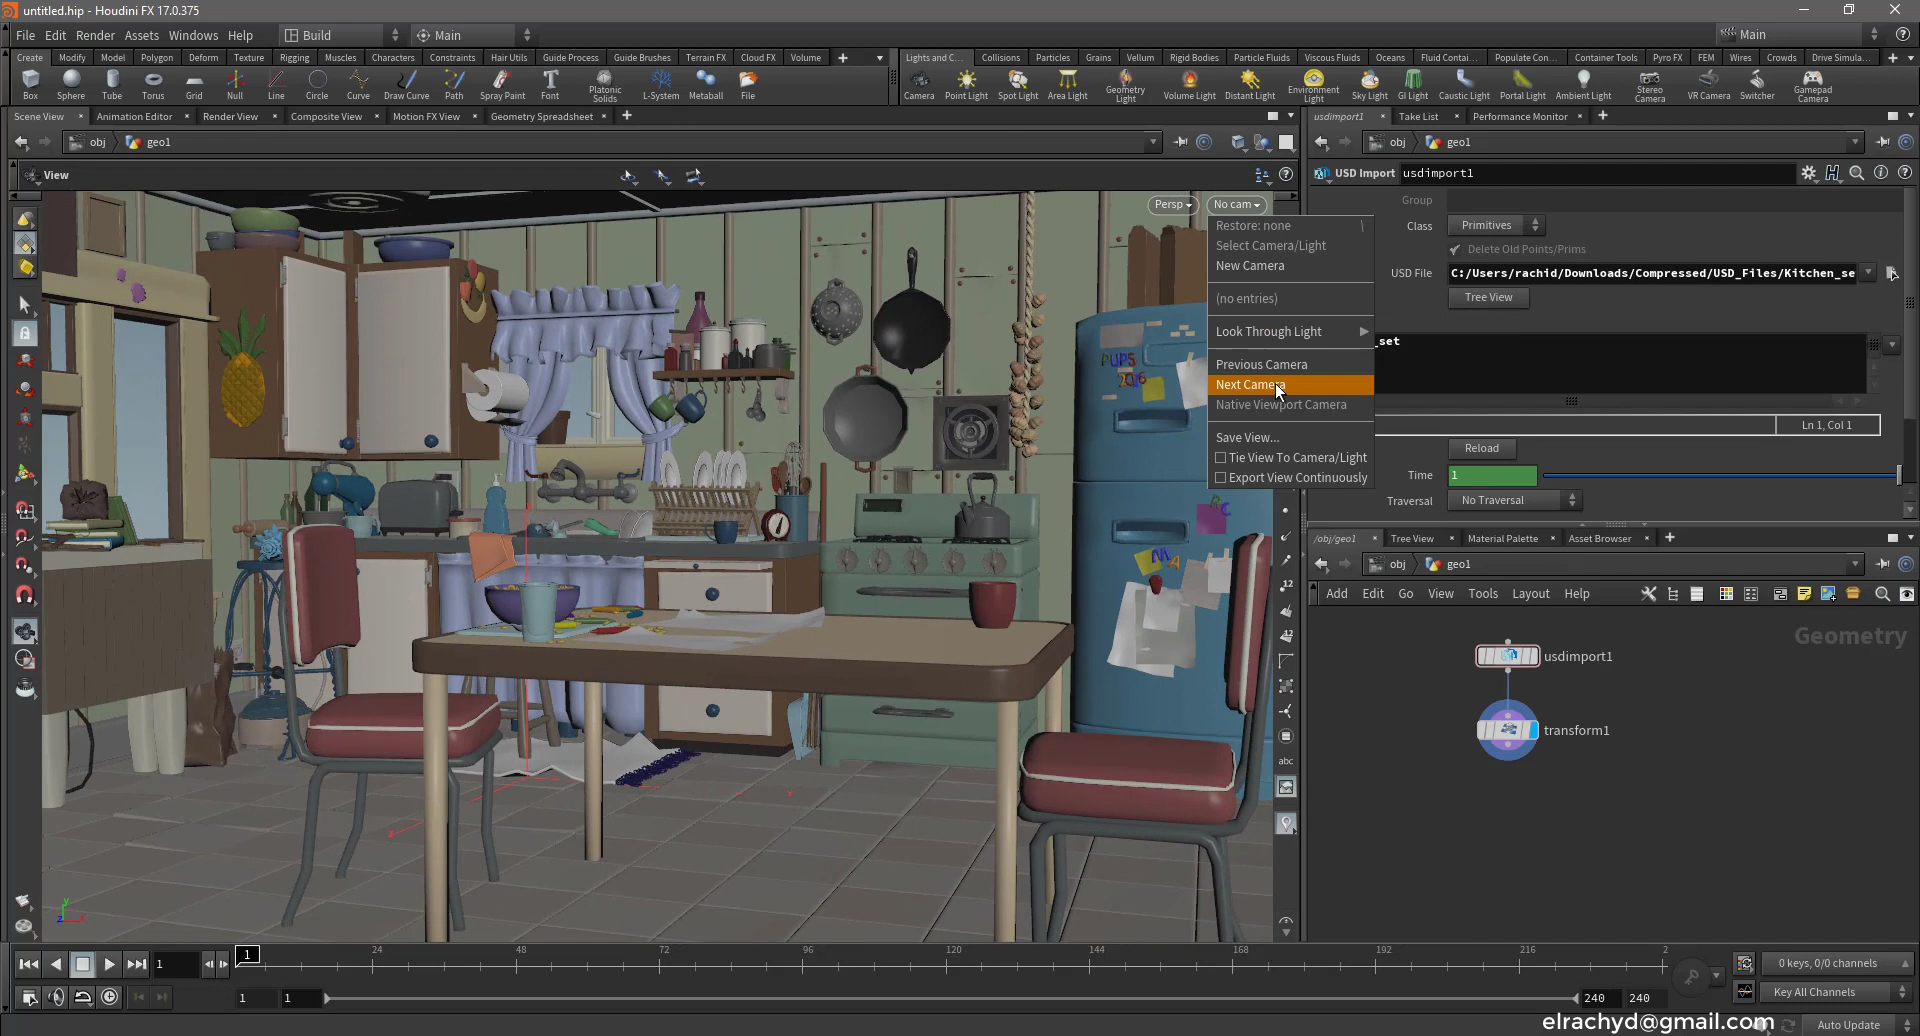 untitled.hip - Houdini FX 17.0.375
File Edit Render Assets Windows Help Build Main Main
Create Modify Model Polygon Deform Texture Rigging Muscles Characters Constraints Hair Utils Guide Process Guide Brushes Terrain FX Cloud FX Volume
Box Sphere Tube Torus Grid Null Line Circle Curve Draw Curve Path Spray Paint Font Platonic Solids L-System Metaball File
Lights and C... Collisions Particles Grains Vellum Rigid Bodies Particle Fluids Viscous Fluids Oceans Fluid Contai... Populate Con... Container Tools Pyro FX FEM Wires Crowds Drive Simula...
Camera Point Light Spot Light Area Light Geometry Light Volume Light Distant Light Environment Light Sky Light GI Light Caustic Light Portal Light Ambient Light Stereo Camera VR Camera Switcher Gamepad Camera
Scene View Animation Editor Render View Composite View Motion FX View Geometry Spreadsheet
obj geo1
View
Persp No cam
Restore: none \
Select Camera/Light
New Camera
(no entries)
Look Through Light
Previous Camera
Next Camera
Native Viewport Camera
Save View...
Tie View To Camera/Light
Export View Continuously
PUPS
2016
M A
C
12
12
abc
y
z x
z
x
usdimport1 Take List Performance Monitor
obj geo1
USD Import usdimport1
Group
Class Primitives
Delete Old Points/Prims
USD File C:/Users/rachid/Downloads/Compressed/USD_Files/Kitchen_se
Tree View
_set
Ln 1, Col 1
Reload
Time 1
Traversal No Traversal
/obj/geo1 Tree View Material Palette Asset Browser
obj geo1
Add Edit Go View Tools Layout Help
Geometry
usdimport1
transform1
1 1 24 48 72 96 120 144 168 192 216 2
0 keys, 0/0 channels
1 1 240 240
Key All Channels
elrachyd@gmail.com
Auto Update